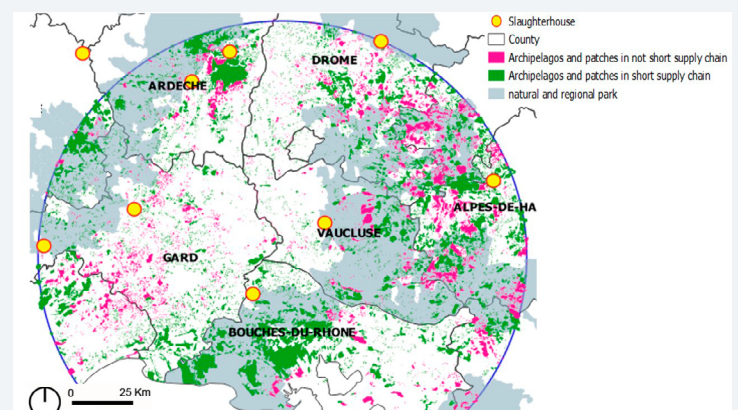 Slaughterhouse
County
Archipelagos and patches in not short supply chain
Archipelagos and patches in short supply chain
natural and regional park
DROME
ARDECHE
ALPES-DE-HA
VAUCLUSE
GARD
BOUCHES-DU-RHONE
0 25 Km